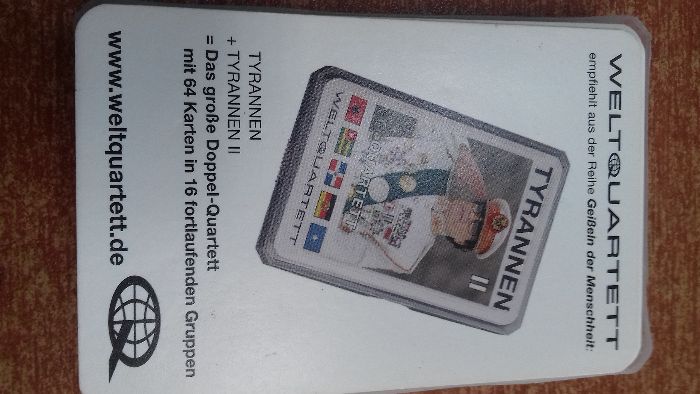 WELTQUARTETT
empfiehlt aus der Reihe Geißeln der Menschheit:
TYRANNEN
II
QUARTETT
WELTQUARTETT
TYRANNEN
+ TYRANNEN II
= Das große Doppel-Quartett
mit 64 Karten in 16 fortlaufenden Gruppen
www.weltquartett.de